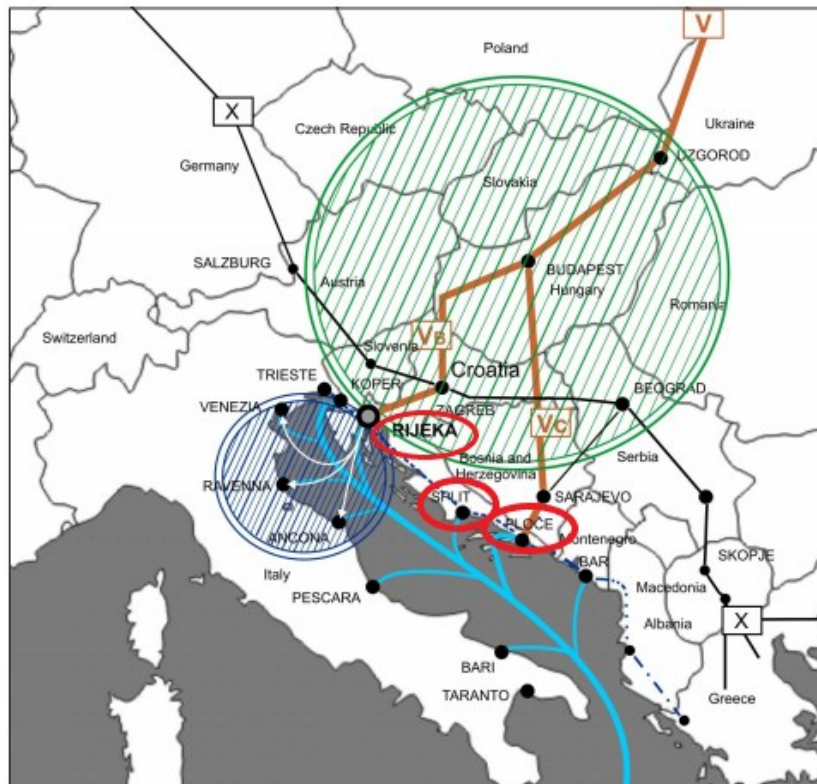 V
Poland
X
Czech Republic
Ukraine
Germany
UZGOROD
Slovakia
SALZBURG
BUDAPEST
Austria
Hungary
Romania
Switzerland
VB
Slovenia
Croatia
TRIESTE
KOPER
BEOGRAD
VENEZIA
ZAGREB
RIJEKA
VC
Bosnia and
Herzegovina
Serbia
RAVENNA
SPLIT
SARAJEVO
PLOCE
ANCONA
Montenegro
SKOPJE
BAR
Italy
Macedonia
PESCARA
Albania
X
BARI
TARANTO
Greece